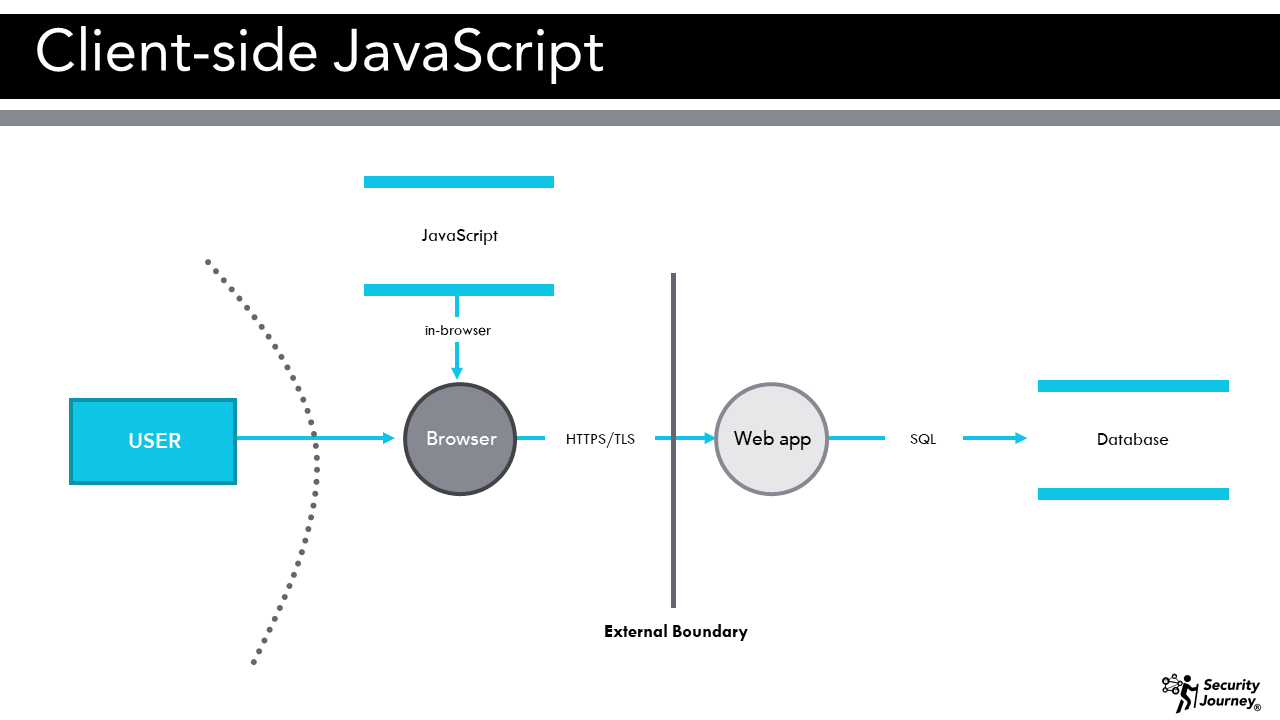 Client-side JavaScript
JavaScript
in-browser
USER
Browser
HTTPS/TLS
Web app
SQL
Database
External Boundary
Security
Journey®